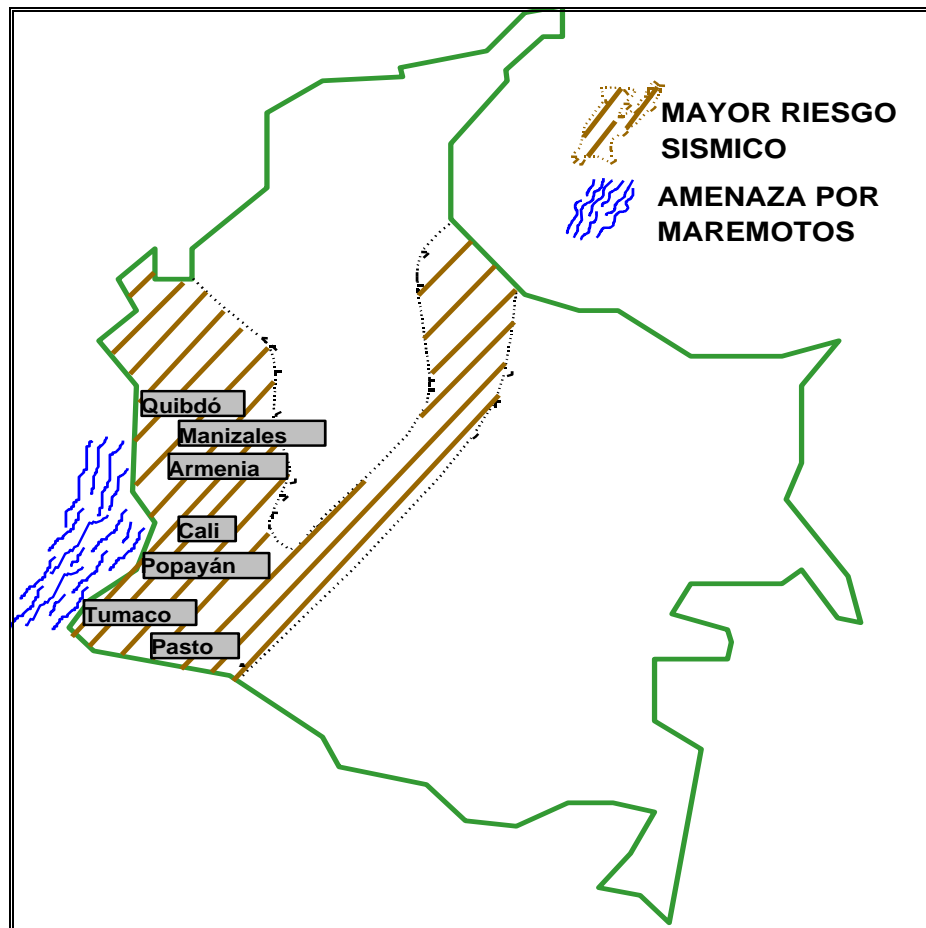 MAYOR RIESGO
SISMICO
AMENAZA POR
MAREMOTOS
Quibdó
Manizales
Armenia
Cali
Popayán
Tumaco
Pasto